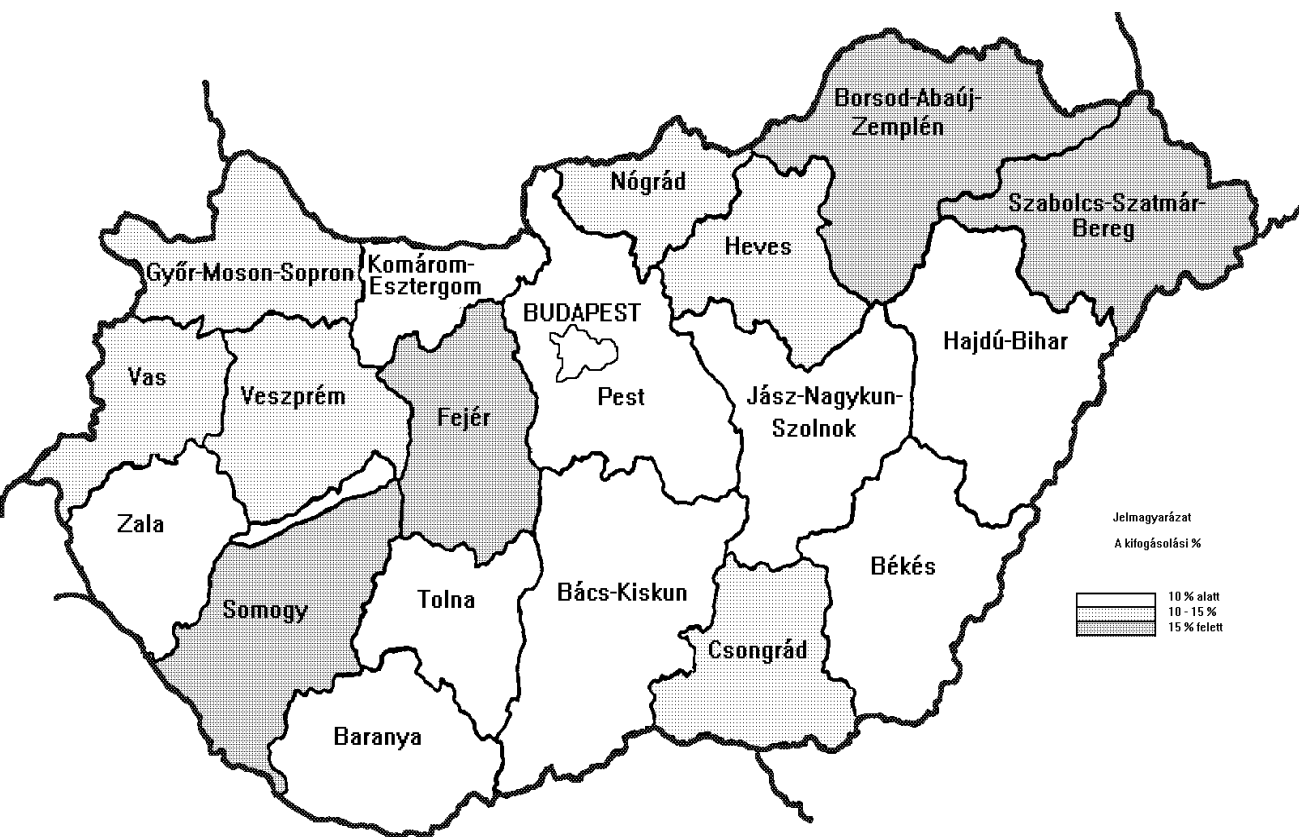 Borsod-Abaúj-
Zemplén
Nógrád
Szabolcs-Szatmár-
Bereg
Heves
Győr-Moson-Sopron
Komárom-
Esztergom
BUDAPEST
Hajdú-Bihar
Vas
Veszprém
Fejér
Pest
Jász-Nagykun-
Szolnok
Zala
Jelmagyarázat
A kifogásolási %
Békés
Somogy
Tolna
Bács-Kiskun
10 % alatt
10 - 15 %
15 % felett
Csongrád
Baranya